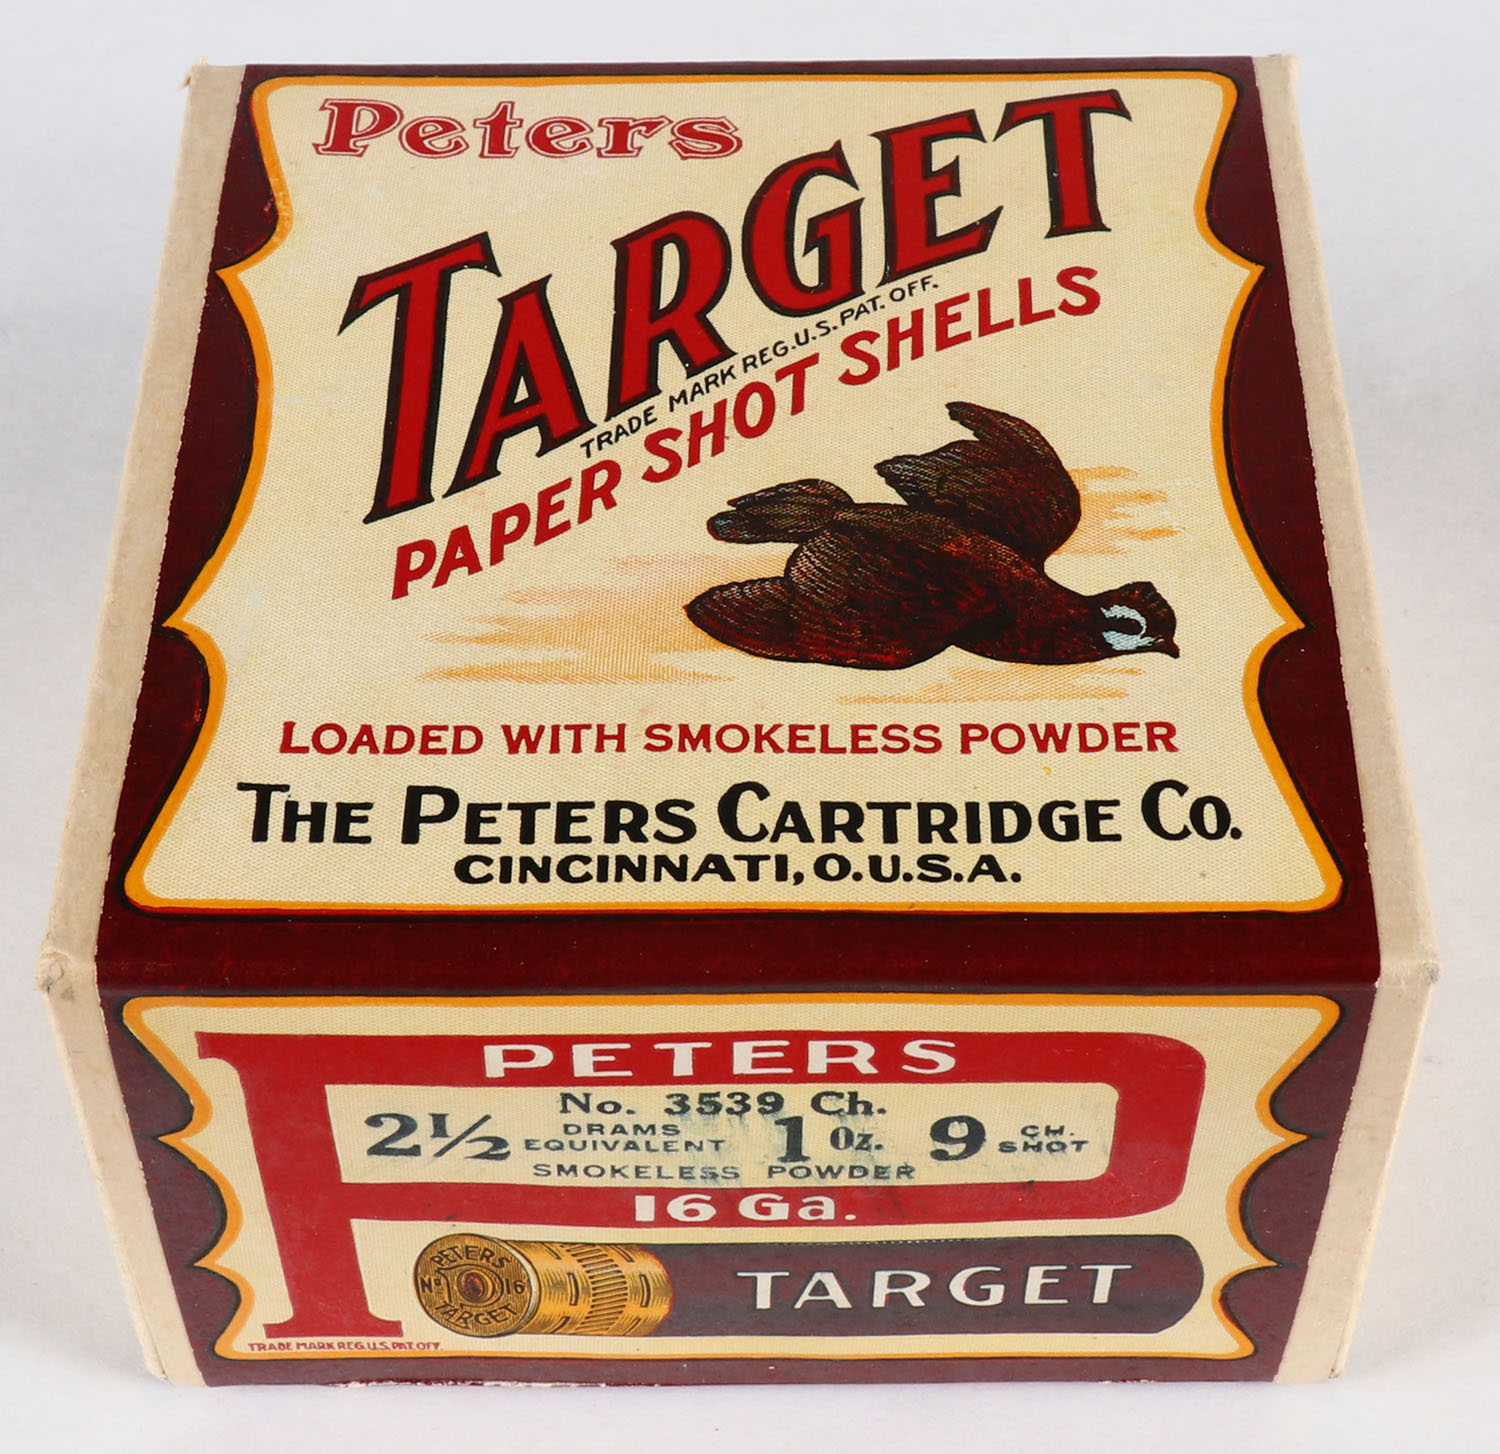 Peters
TARGET
TRADE MARK REG.U.S.PAT.OFF.
PAPER SHOT SHELLS
LOADED WITH SMOKELESS POWDER
THE PETERS CARTRIDGE CO.
CINCINNATI, O.U.S.A.
PETERS
No. 3539 Ch.
2½ DRAMS EQUIVALENT 1 Oz. 9 CH. SHOT
SMOKELESS POWDER
16 Ga.
PETERS
No 16
TARGET
TARGET
TRADE MARK REG.U.S.PAT.OFF.